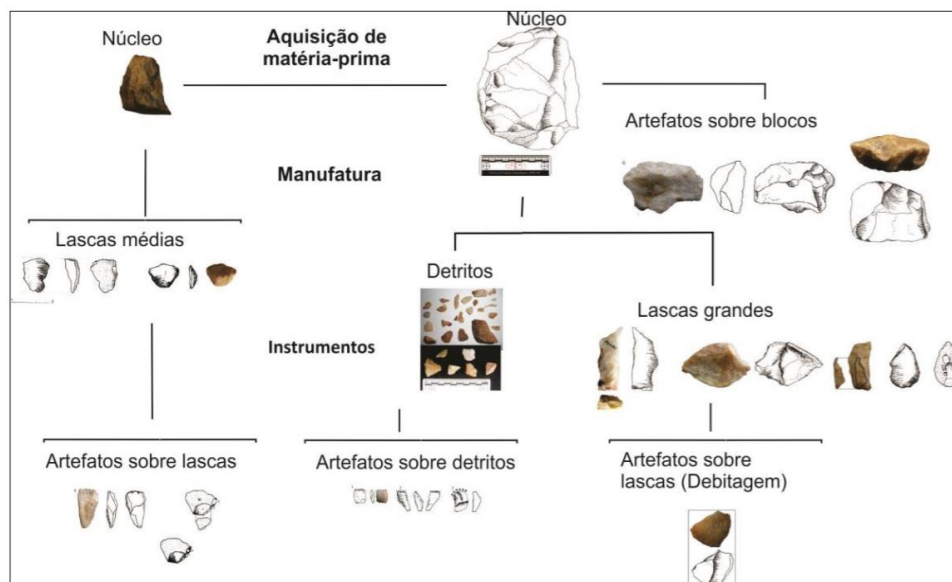 Núcleo
Aquisição de
matéria-prima
Núcleo
Artefatos sobre blocos
Manufatura
Lascas médias
Detritos
Lascas grandes
Instrumentos
Artefatos sobre lascas
Artefatos sobre detritos
Artefatos sobre
lascas (Debitagem)